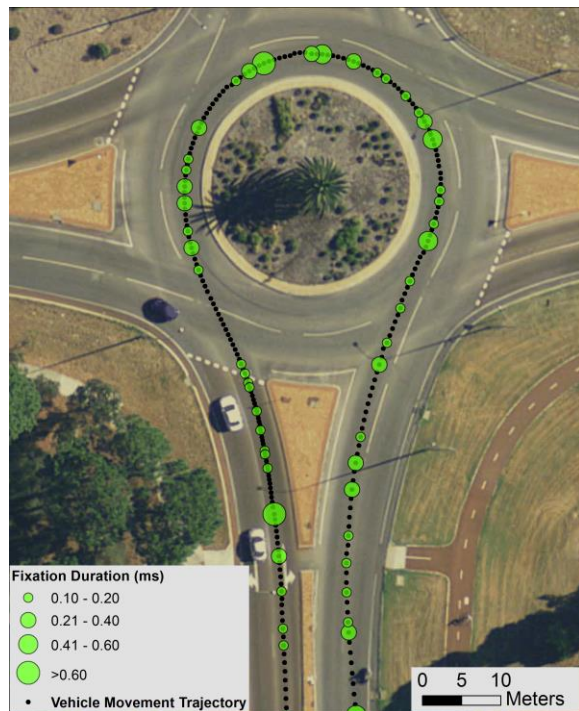 Fixation Duration (ms)
0.10 - 0.20
0.21 - 0.40
0.41 - 0.60
>0.60
Vehicle Movement Trajectory
0 5 10
Meters